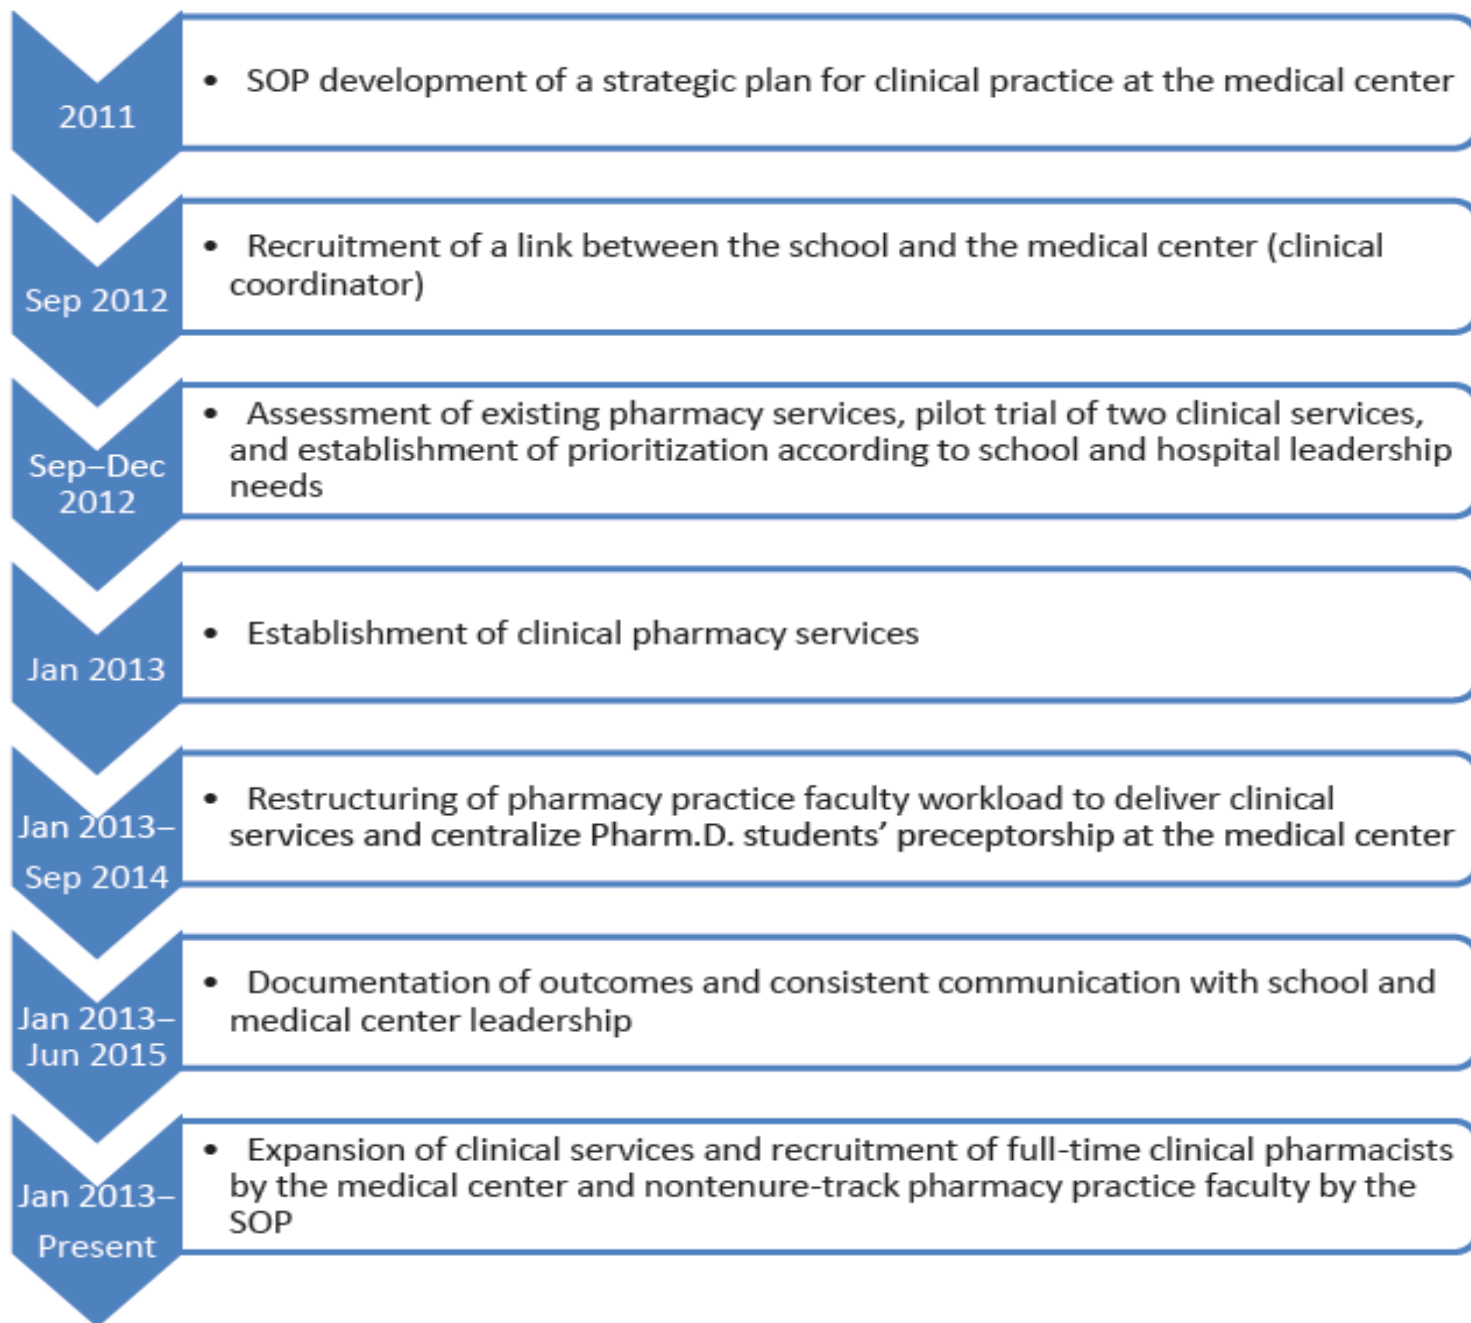 2011
• SOP development of a strategic plan for clinical practice at the medical center
Sep 2012
• Recruitment of a link between the school and the medical center (clinical
coordinator)
Sep–Dec
2012
• Assessment of existing pharmacy services, pilot trial of two clinical services,
and establishment of prioritization according to school and hospital leadership
needs
Jan 2013
• Establishment of clinical pharmacy services
Jan 2013–
Sep 2014
• Restructuring of pharmacy practice faculty workload to deliver clinical
services and centralize Pharm.D. students’ preceptorship at the medical center
Jan 2013–
Jun 2015
• Documentation of outcomes and consistent communication with school and
medical center leadership
Jan 2013–
Present
• Expansion of clinical services and recruitment of full-time clinical pharmacists
by the medical center and nontenure-track pharmacy practice faculty by the
SOP